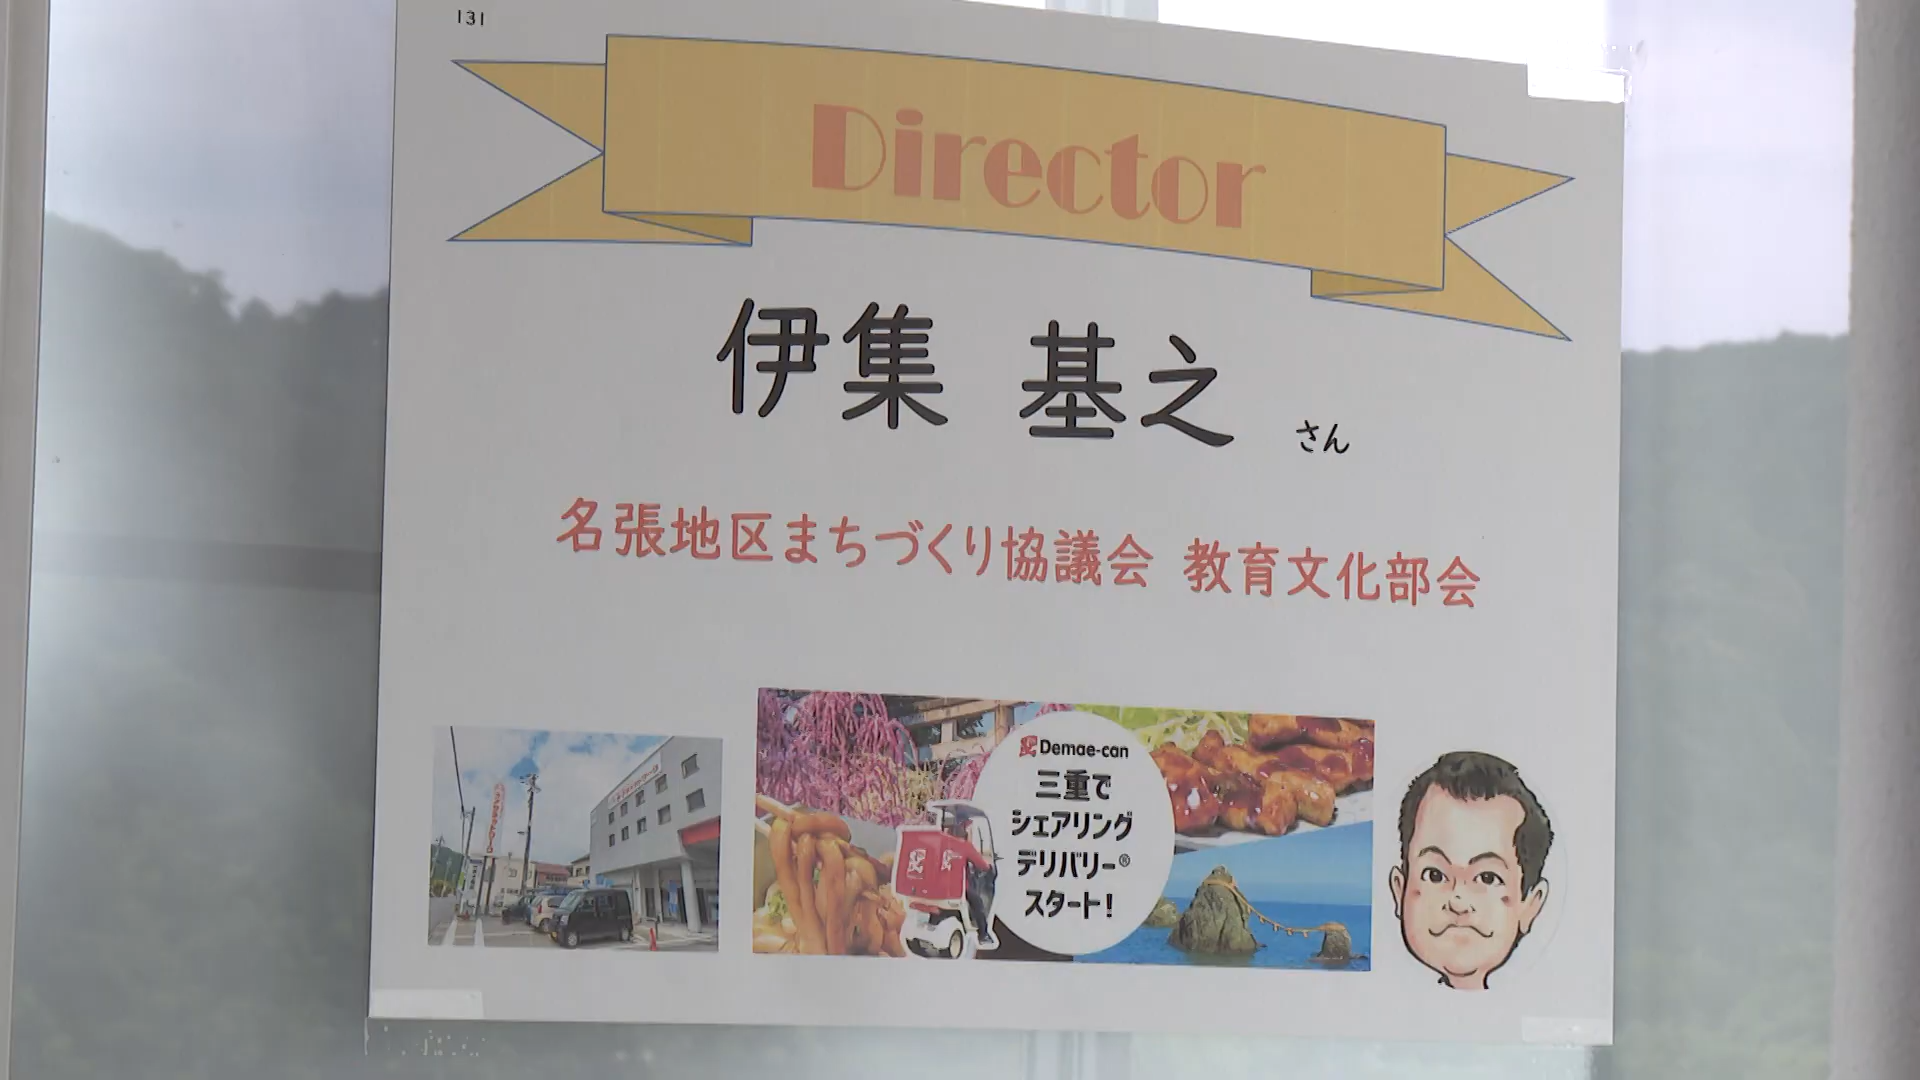 131
Director
伊集 基之 さん
名張地区まちづくり協議会 教育文化部会
Demae-can
三重で
シェアリング
デリバリー®
スタート!